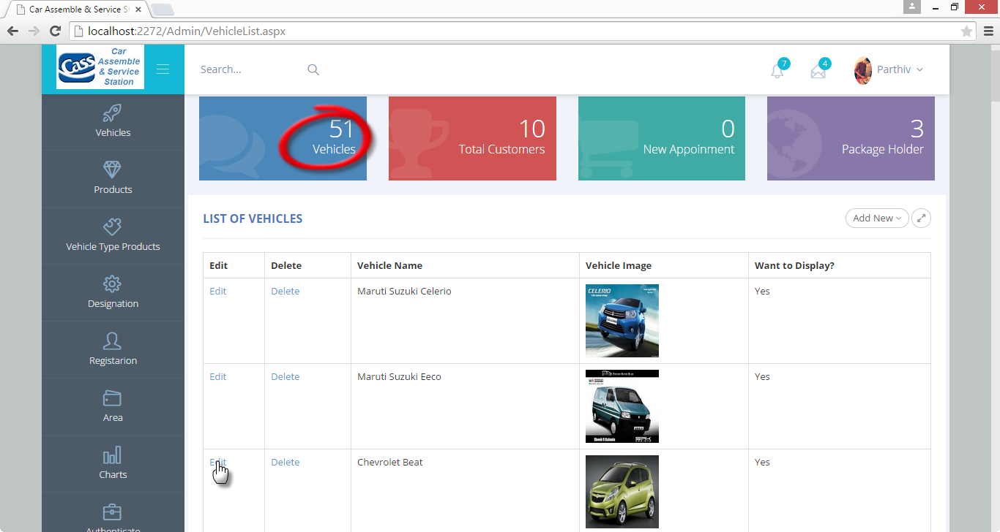 Car Assemble & Service St
localhost:2272/Admin/VehicleList.aspx
Cass
Car
Assemble
& Service
Station
Search...
7
4
Parthiv
Vehicles
Products
Vehicle Type Products
Designation
Registarion
Area
Charts
Authenticate
51
Vehicles
10
Total Customers
0
New Appoinment
3
Package Holder
LIST OF VEHICLES
Add New
Edit Delete Vehicle Name Vehicle Image Want to Display?
Edit Delete Maruti Suzuki Celerio Yes
CELERIO
Edit Delete Maruti Suzuki Eeco Yes
Edit Delete Chevrolet Beat Yes